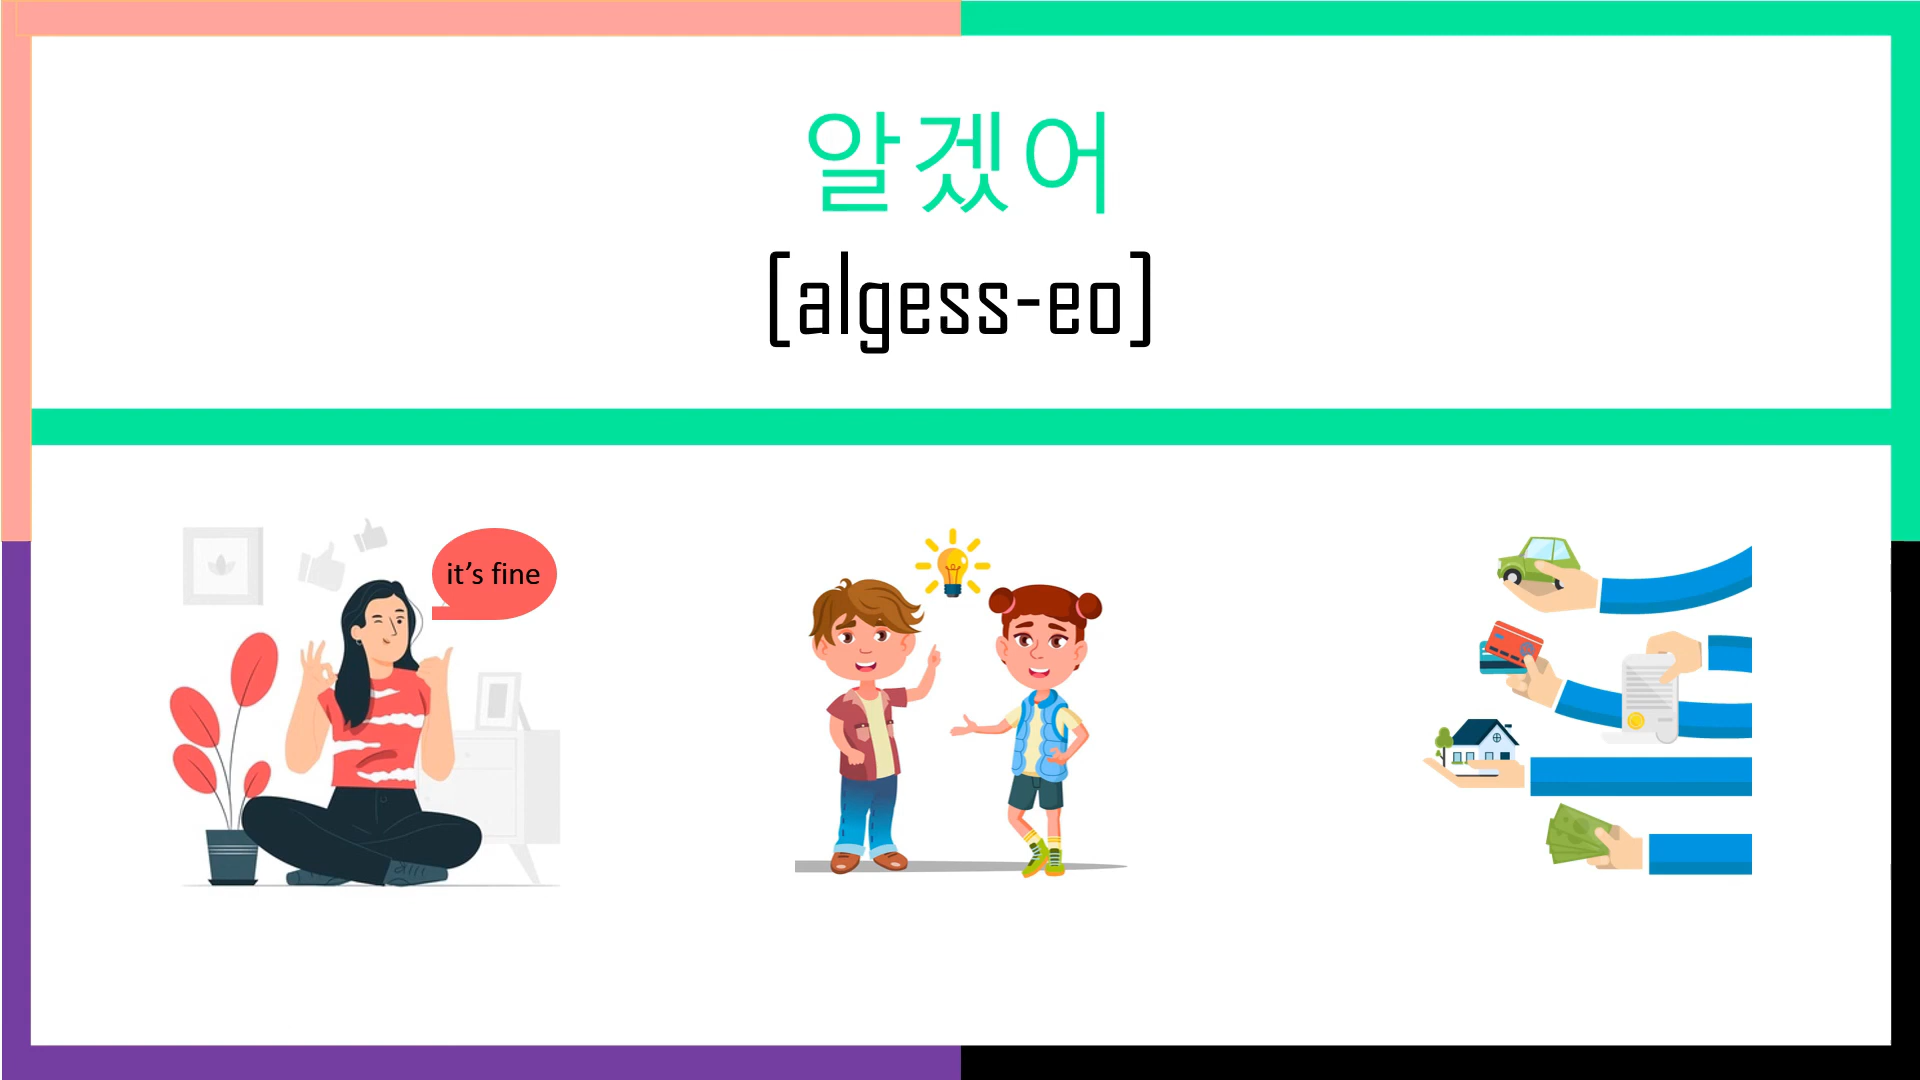 알겠어
[algess-eo]
it's fine